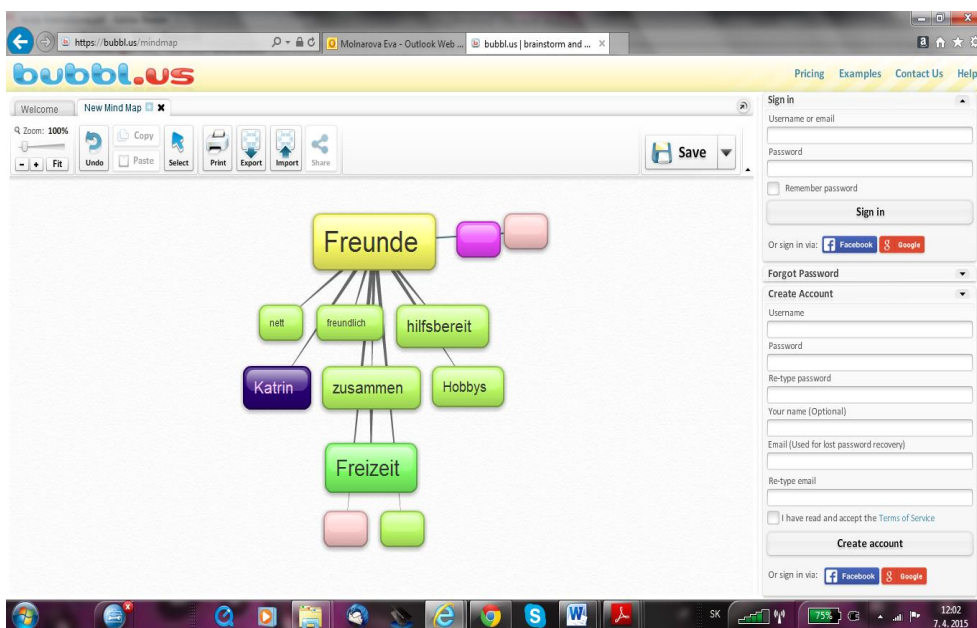 https://bubbl.us/mindmap
Molnarova Eva - Outlook Web ...
bubbl.us | brainstorm and ...
bubbl.us
Pricing Examples Contact Us Help
Welcome
New Mind Map
Zoom: 100%
- + Fit
Undo
Copy
Paste
Select
Print
Export
Import
Share
Save
Freunde
nett
freundlich
hilfsbereit
Katrin
zusammen
Hobbys
Freizeit
Sign in
Username or email
Password
Remember password
Sign in
Or sign in via: Facebook Google
Forgot Password
Create Account
Username
Password
Re-type password
Your name (Optional)
Email (Used for lost password recovery)
Re-type email
I have read and accept the Terms of Service
Create account
Or sign in via: Facebook Google
SK
75%
12:02
7. 4. 2015